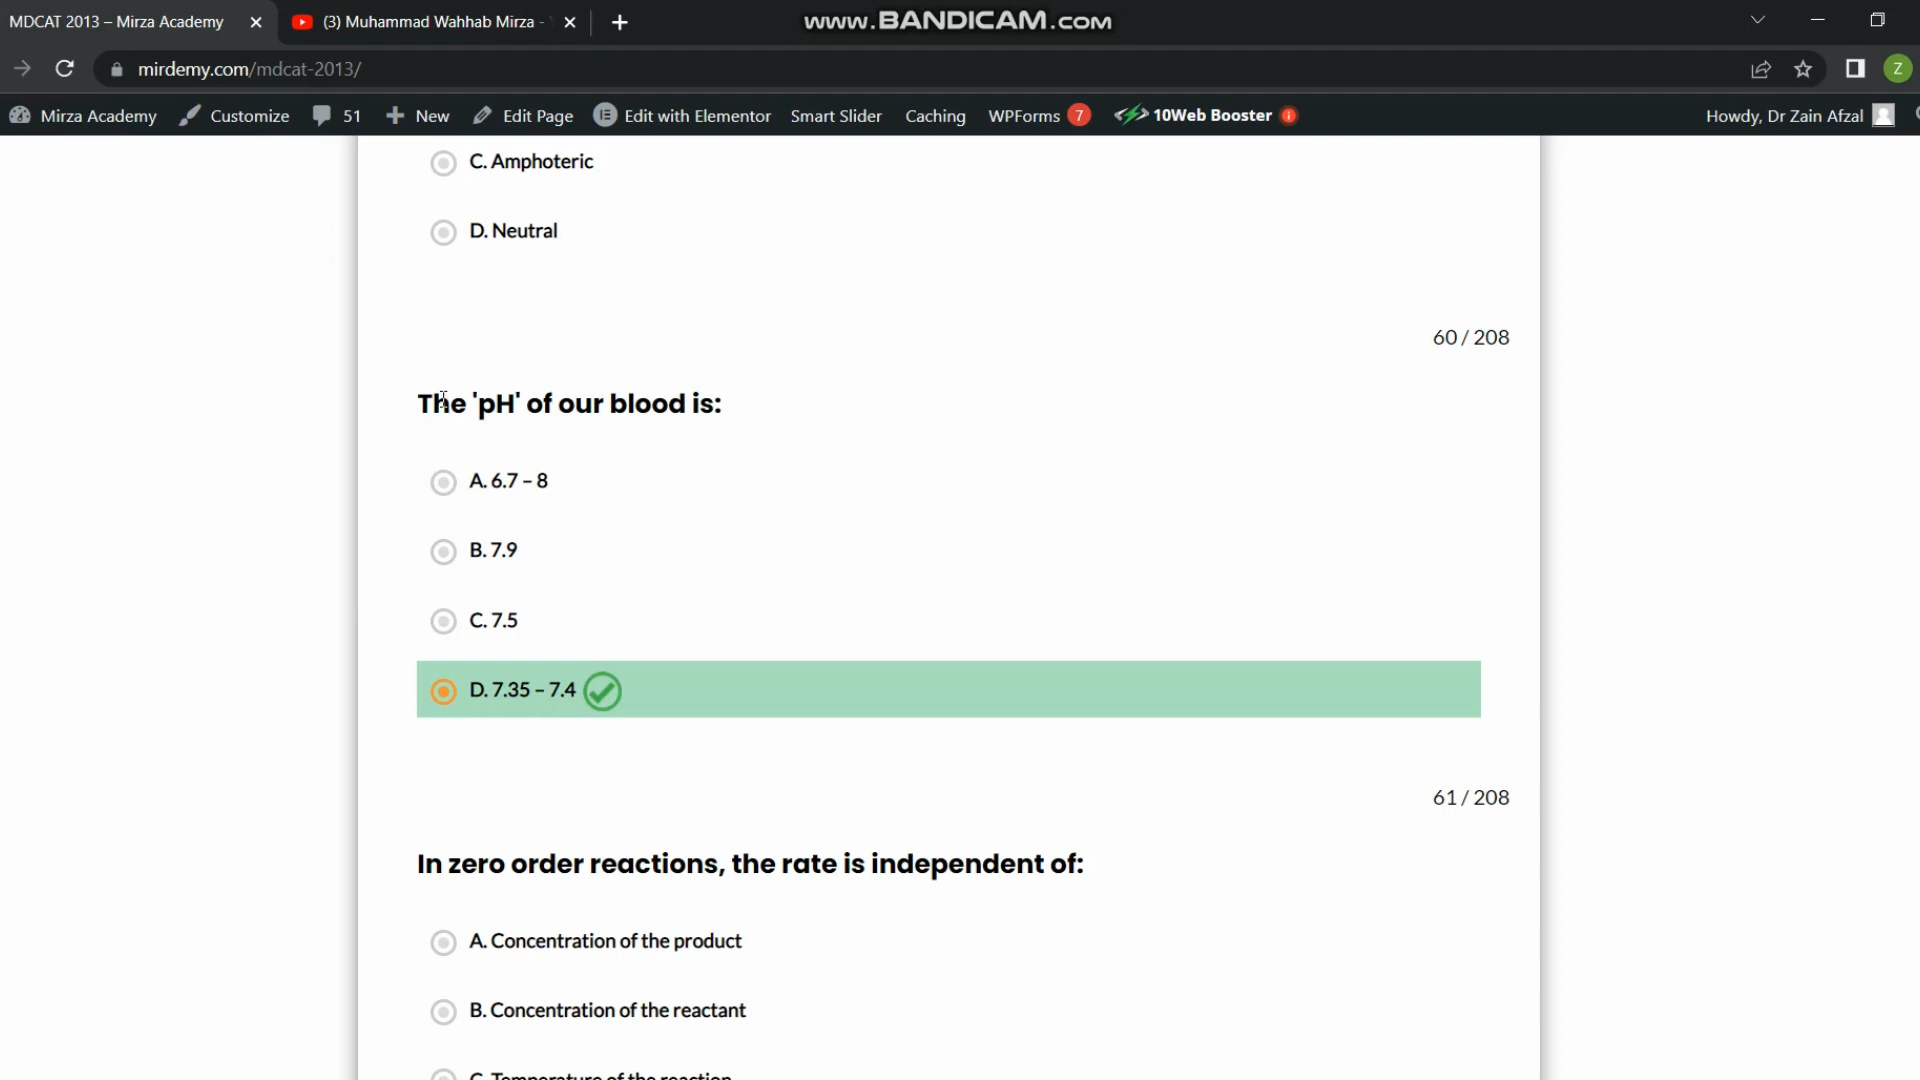 MDCAT 2013 – Mirza Academy
(3) Muhammad Wahhab Mirza -
www.BANDICAM.com
mirdemy.com/mdcat-2013/
Z
Mirza Academy
Customize
51
New
Edit Page
Edit with Elementor
Smart Slider
Caching
WPForms 7
10Web Booster
Howdy, Dr Zain Afzal
C. Amphoteric
D. Neutral
60 / 208
The 'pH' of our blood is:
A. 6.7 – 8
B. 7.9
C. 7.5
D. 7.35 – 7.4
61 / 208
In zero order reactions, the rate is independent of:
A. Concentration of the product
B. Concentration of the reactant
C. Temperature of the reaction